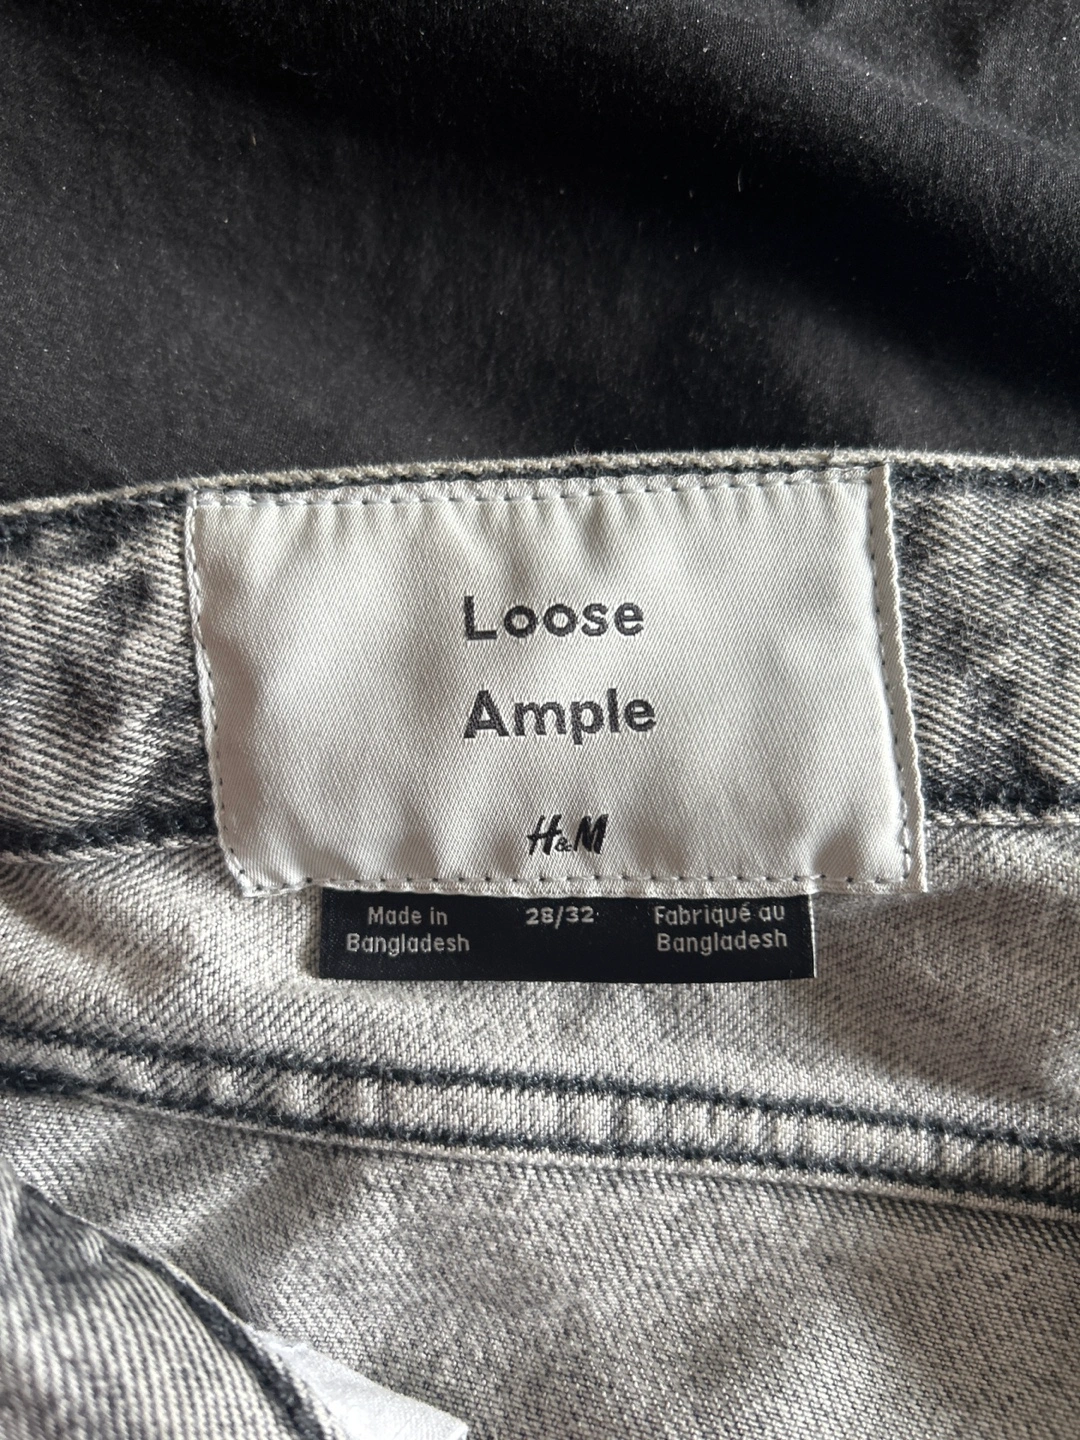 Loose
Ample
H&M
Made in
Bangladesh
28/32
Fabriqué au
Bangladesh